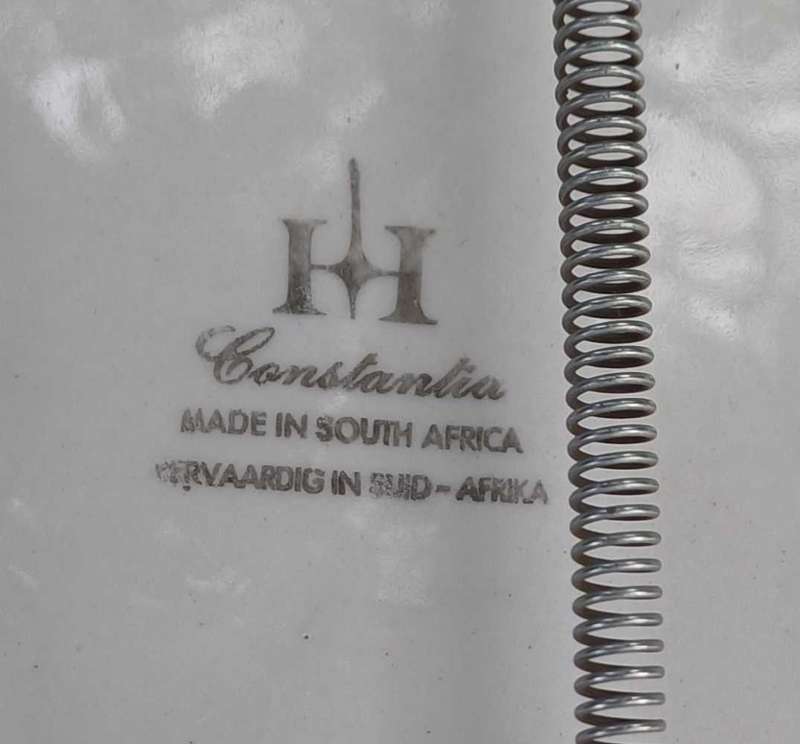 H
Constantia
MADE IN SOUTH AFRICA
VERVAARDIG IN SUID-AFRIKA